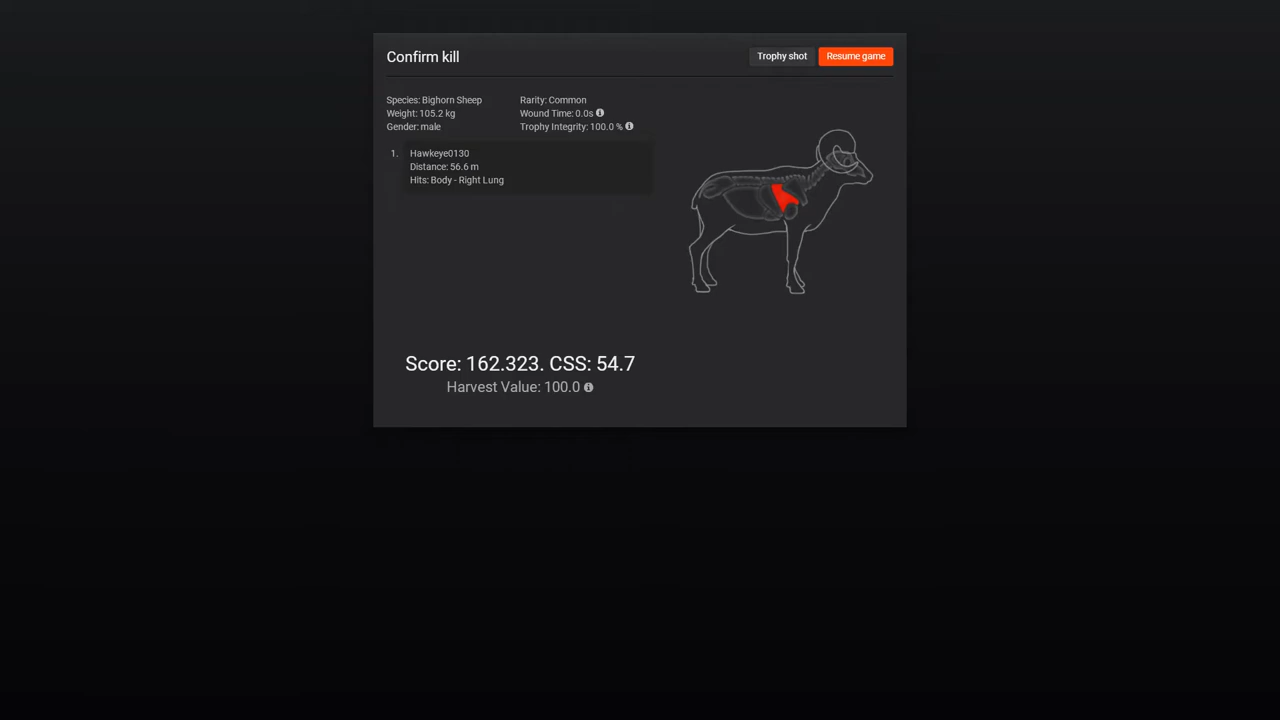 Confirm kill
Trophy shot
Resume game
Species: Bighorn Sheep
Rarity: Common
Weight: 105.2 kg
Wound Time: 0.0s
Gender: male
Trophy Integrity: 100.0 %
1. Hawkeye0130
Distance: 56.6 m
Hits: Body - Right Lung
Score: 162.323. CSS: 54.7
Harvest Value: 100.0